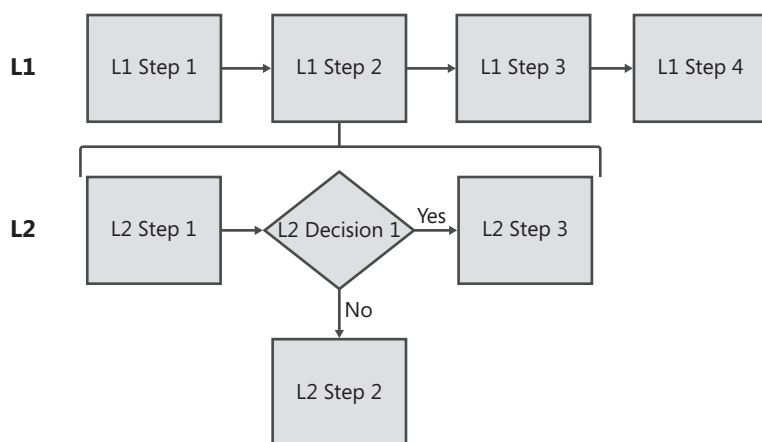 L1
L1 Step 1
L1 Step 2
L1 Step 3
L1 Step 4
L2
L2 Step 1
L2 Decision 1
Yes
L2 Step 3
No
L2 Step 2